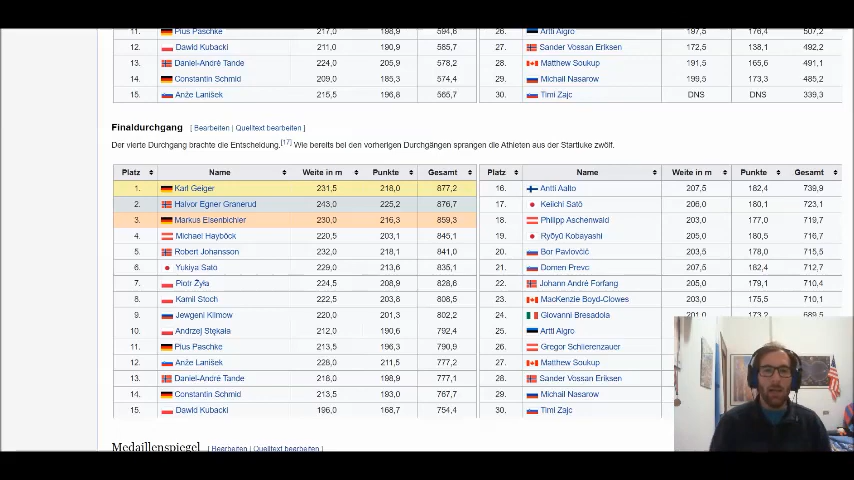 11. Pius Paschke 217,0 198,9 594,6 26. Artti Aigro 197,5 176,4 507,2
12. Dawid Kubacki 211,0 190,9 585,7 27. Sander Vossan Eriksen 172,5 138,1 492,2
13. Daniel-André Tande 224,0 205,9 578,2 28. Matthew Soukup 191,5 165,6 491,1
14. Constantin Schmid 209,0 185,3 574,4 29. Michail Nasarow 199,5 173,3 485,2
15. Anže Lanišek 215,5 196,8 565,7 30. Timi Zajc DNS DNS 339,3
Finaldurchgang [ Bearbeiten | Quelltext bearbeiten ]
Der vierte Durchgang brachte die Entscheidung.[17] Wie bereits bei den vorherigen Durchgängen sprangen die Athleten aus der Startluke zwölf.
Platz Name Weite in m Punkte Gesamt Platz Name Weite in m Punkte Gesamt
1. Karl Geiger 231,5 218,0 877,2 16. Antti Aalto 207,5 182,4 739,9
2. Halvor Egner Granerud 243,0 225,2 876,7 17. Keiichi Satō 206,0 180,1 723,1
3. Markus Eisenbichler 230,0 216,3 859,3 18. Philipp Aschenwald 203,0 177,0 719,7
4. Michael Hayböck 220,5 203,1 845,1 19. Ryōyū Kobayashi 205,0 180,5 716,7
5. Robert Johansson 232,0 218,1 841,0 20. Bor Pavlovčič 203,5 178,0 715,5
6. Yukiya Sato 229,0 213,6 835,1 21. Domen Prevc 207,5 182,4 712,7
7. Piotr Żyła 224,5 208,9 828,6 22. Johann André Forfang 205,0 179,1 710,4
8. Kamil Stoch 222,5 203,8 808,5 23. MacKenzie Boyd-Clowes 203,0 175,5 710,1
9. Jewgeni Klimow 220,0 201,3 802,2 24. Giovanni Bresadola 201,0 173,2 689,5
10. Andrzej Stękała 212,0 190,6 792,4 25. Artti Aigro
11. Pius Paschke 213,5 196,3 790,9 26. Gregor Schlierenzauer
12. Anže Lanišek 228,0 211,5 777,2 27. Matthew Soukup
13. Daniel-André Tande 218,0 198,9 777,1 28. Sander Vossan Eriksen
14. Constantin Schmid 213,5 193,0 767,7 29. Michail Nasarow
15. Dawid Kubacki 196,0 168,7 754,4 30. Timi Zajc
Medaillenspiegel [ Bearbeiten | Quelltext bearbeiten ]